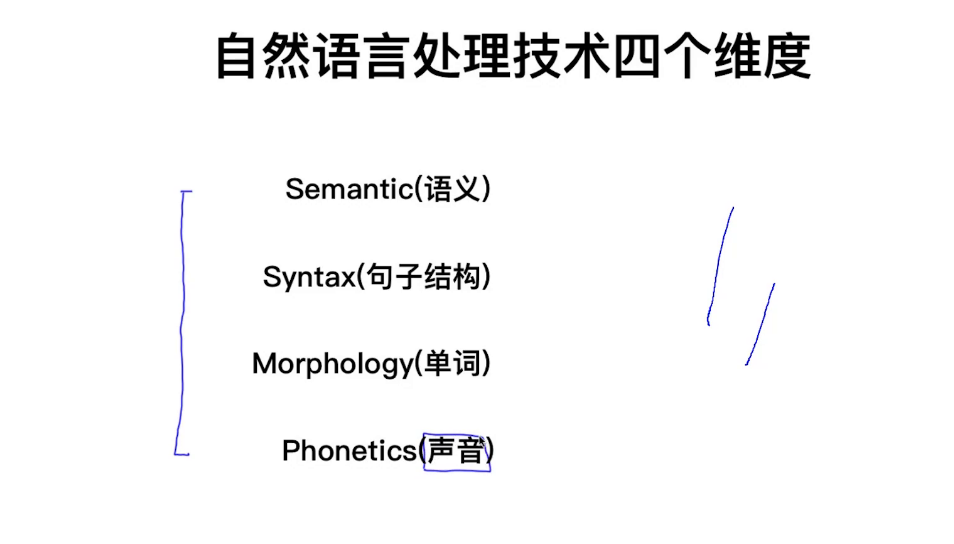 自然语言处理技术四个维度
Semantic(语义)
Syntax(句子结构)
Morphology(单词)
Phonetics(声音)